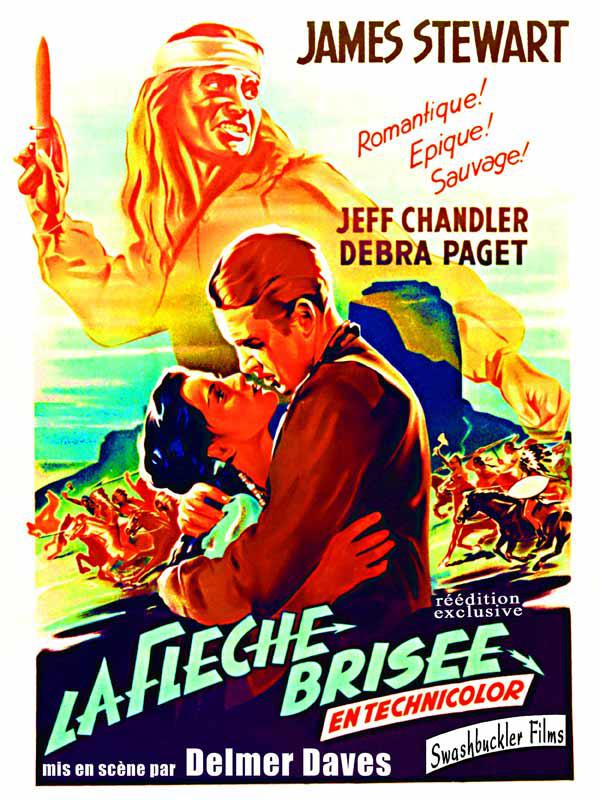 JAMES STEWART
Romantique!
Epique!
Sauvage!
JEFF CHANDLER
DEBRA PAGET
réédition
exclusive
LA FLECHE
BRISEE
EN TECHNICOLOR
mis en scène par Delmer Daves
Swashbuckler Films